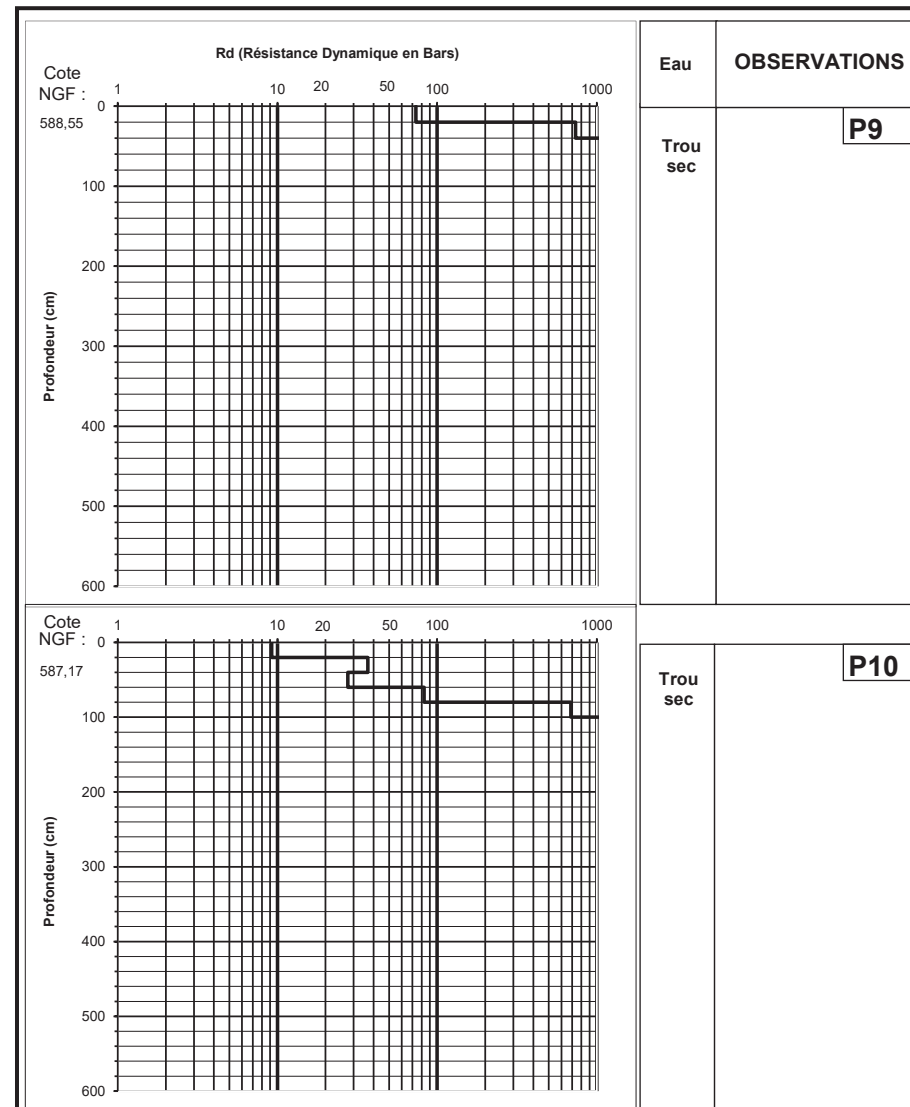 Rd (Résistance Dynamique en Bars)
Eau
OBSERVATIONS
Cote
NGF :
1 10 20 50 100 1000
588,55
0
100
200
300
400
500
600
Profondeur (cm)
Trou
sec
P9
Cote
NGF :
1 10 20 50 100 1000
587,17
0
100
200
300
400
500
600
Profondeur (cm)
Trou
sec
P10